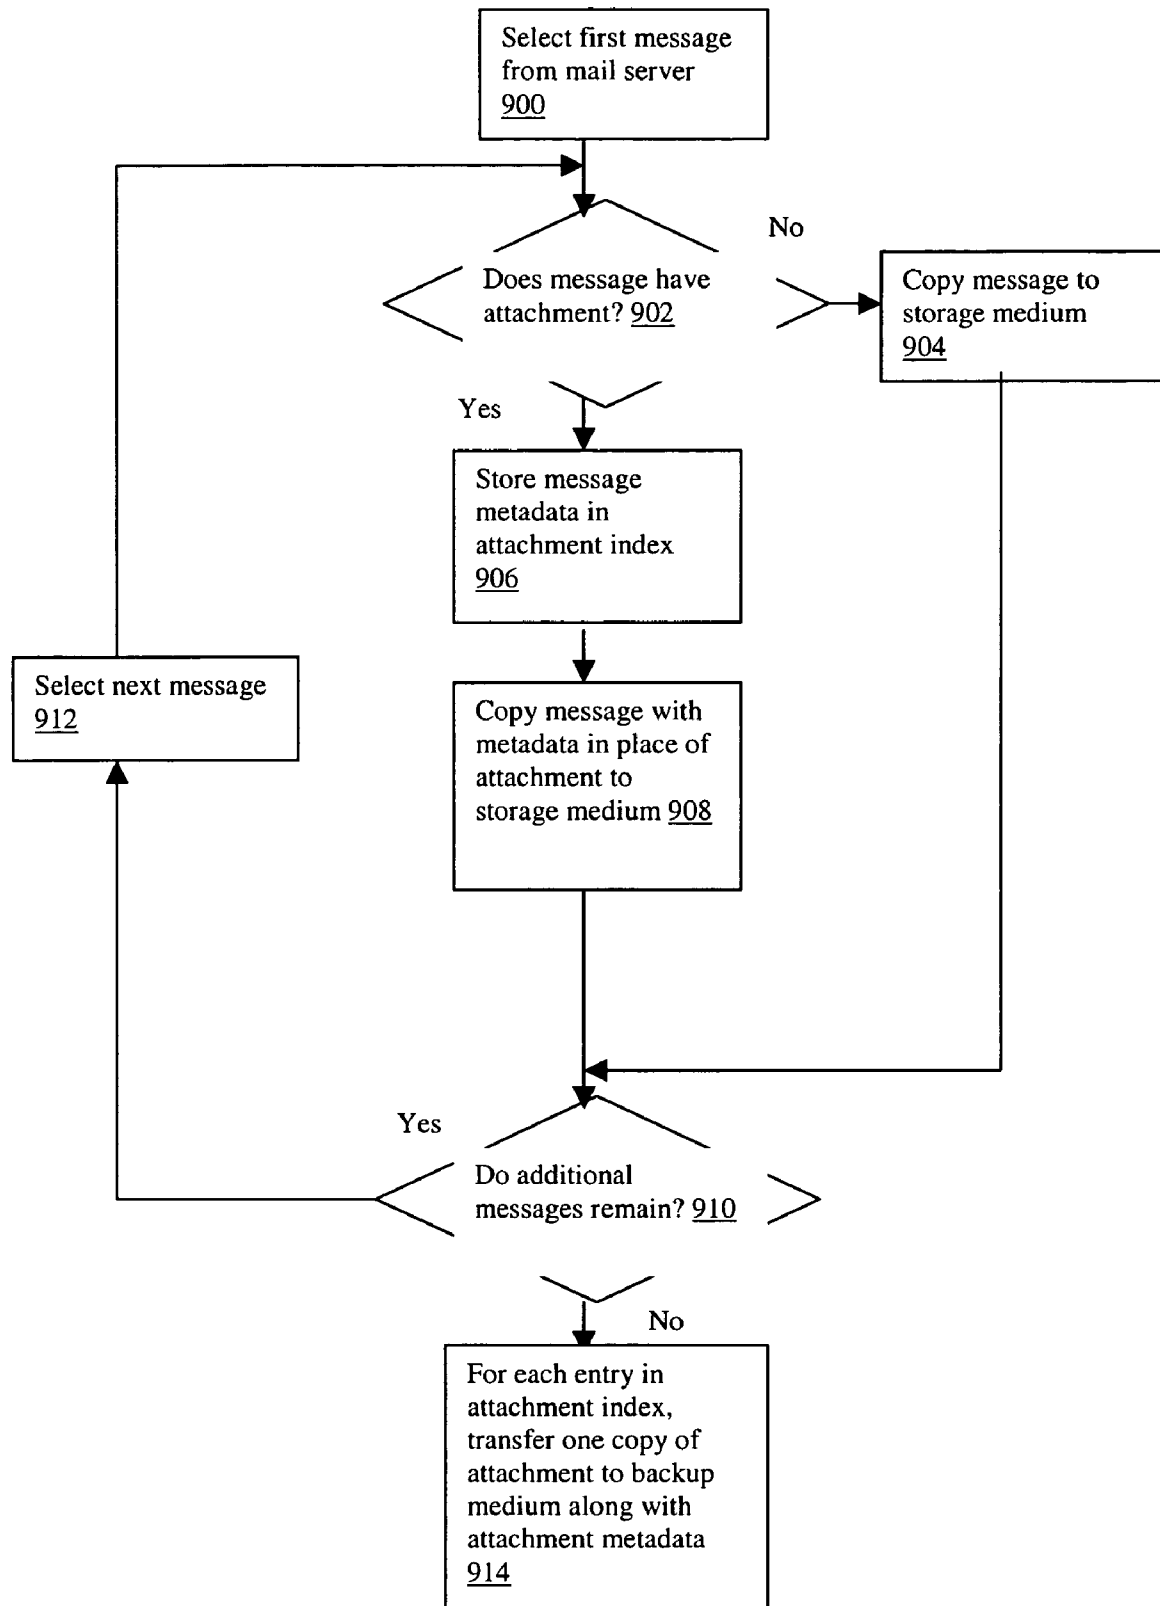 Select first message
from mail server
900
No
Does message have
attachment? 902
Copy message to
storage medium
904
Yes
Store message
metadata in
attachment index
906
Select next message
912
Copy message with
metadata in place of
attachment to
storage medium 908
Yes
Do additional
messages remain? 910
No
For each entry in
attachment index,
transfer one copy of
attachment to backup
medium along with
attachment metadata
914